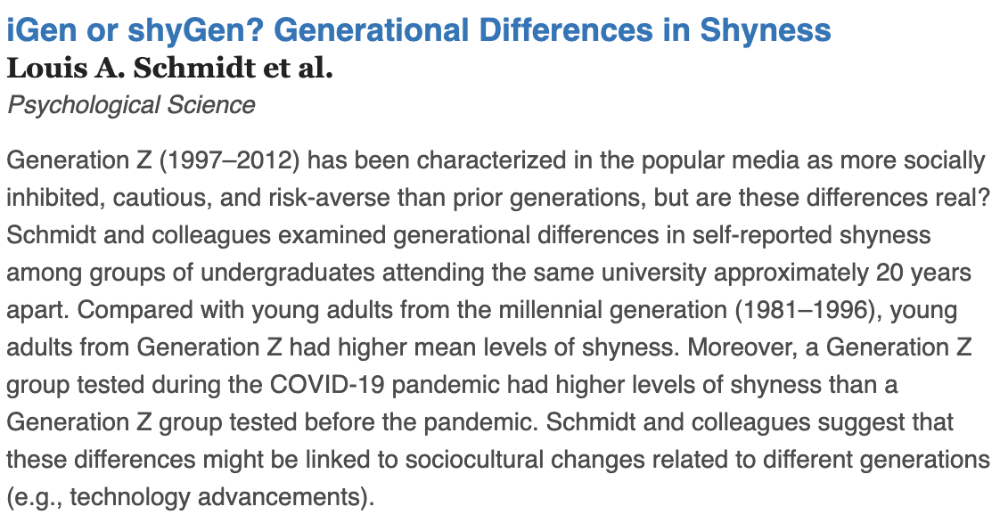 iGen or shyGen? Generational Differences in Shyness
Louis A. Schmidt et al.
Psychological Science
Generation Z (1997–2012) has been characterized in the popular media as more socially
inhibited, cautious, and risk-averse than prior generations, but are these differences real?
Schmidt and colleagues examined generational differences in self-reported shyness
among groups of undergraduates attending the same university approximately 20 years
apart. Compared with young adults from the millennial generation (1981–1996), young
adults from Generation Z had higher mean levels of shyness. Moreover, a Generation Z
group tested during the COVID-19 pandemic had higher levels of shyness than a
Generation Z group tested before the pandemic. Schmidt and colleagues suggest that
these differences might be linked to sociocultural changes related to different generations
(e.g., technology advancements).